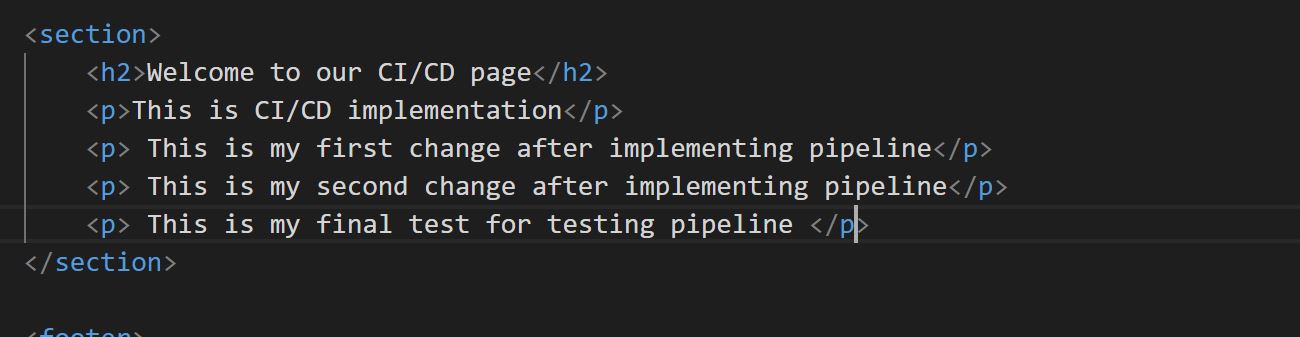 <section>
<h2>Welcome to our CI/CD page</h2>
<p>This is CI/CD implementation</p>
<p> This is my first change after implementing pipeline</p>
<p> This is my second change after implementing pipeline</p>
<p> This is my final test for testing pipeline </p>
</section>
<footer>